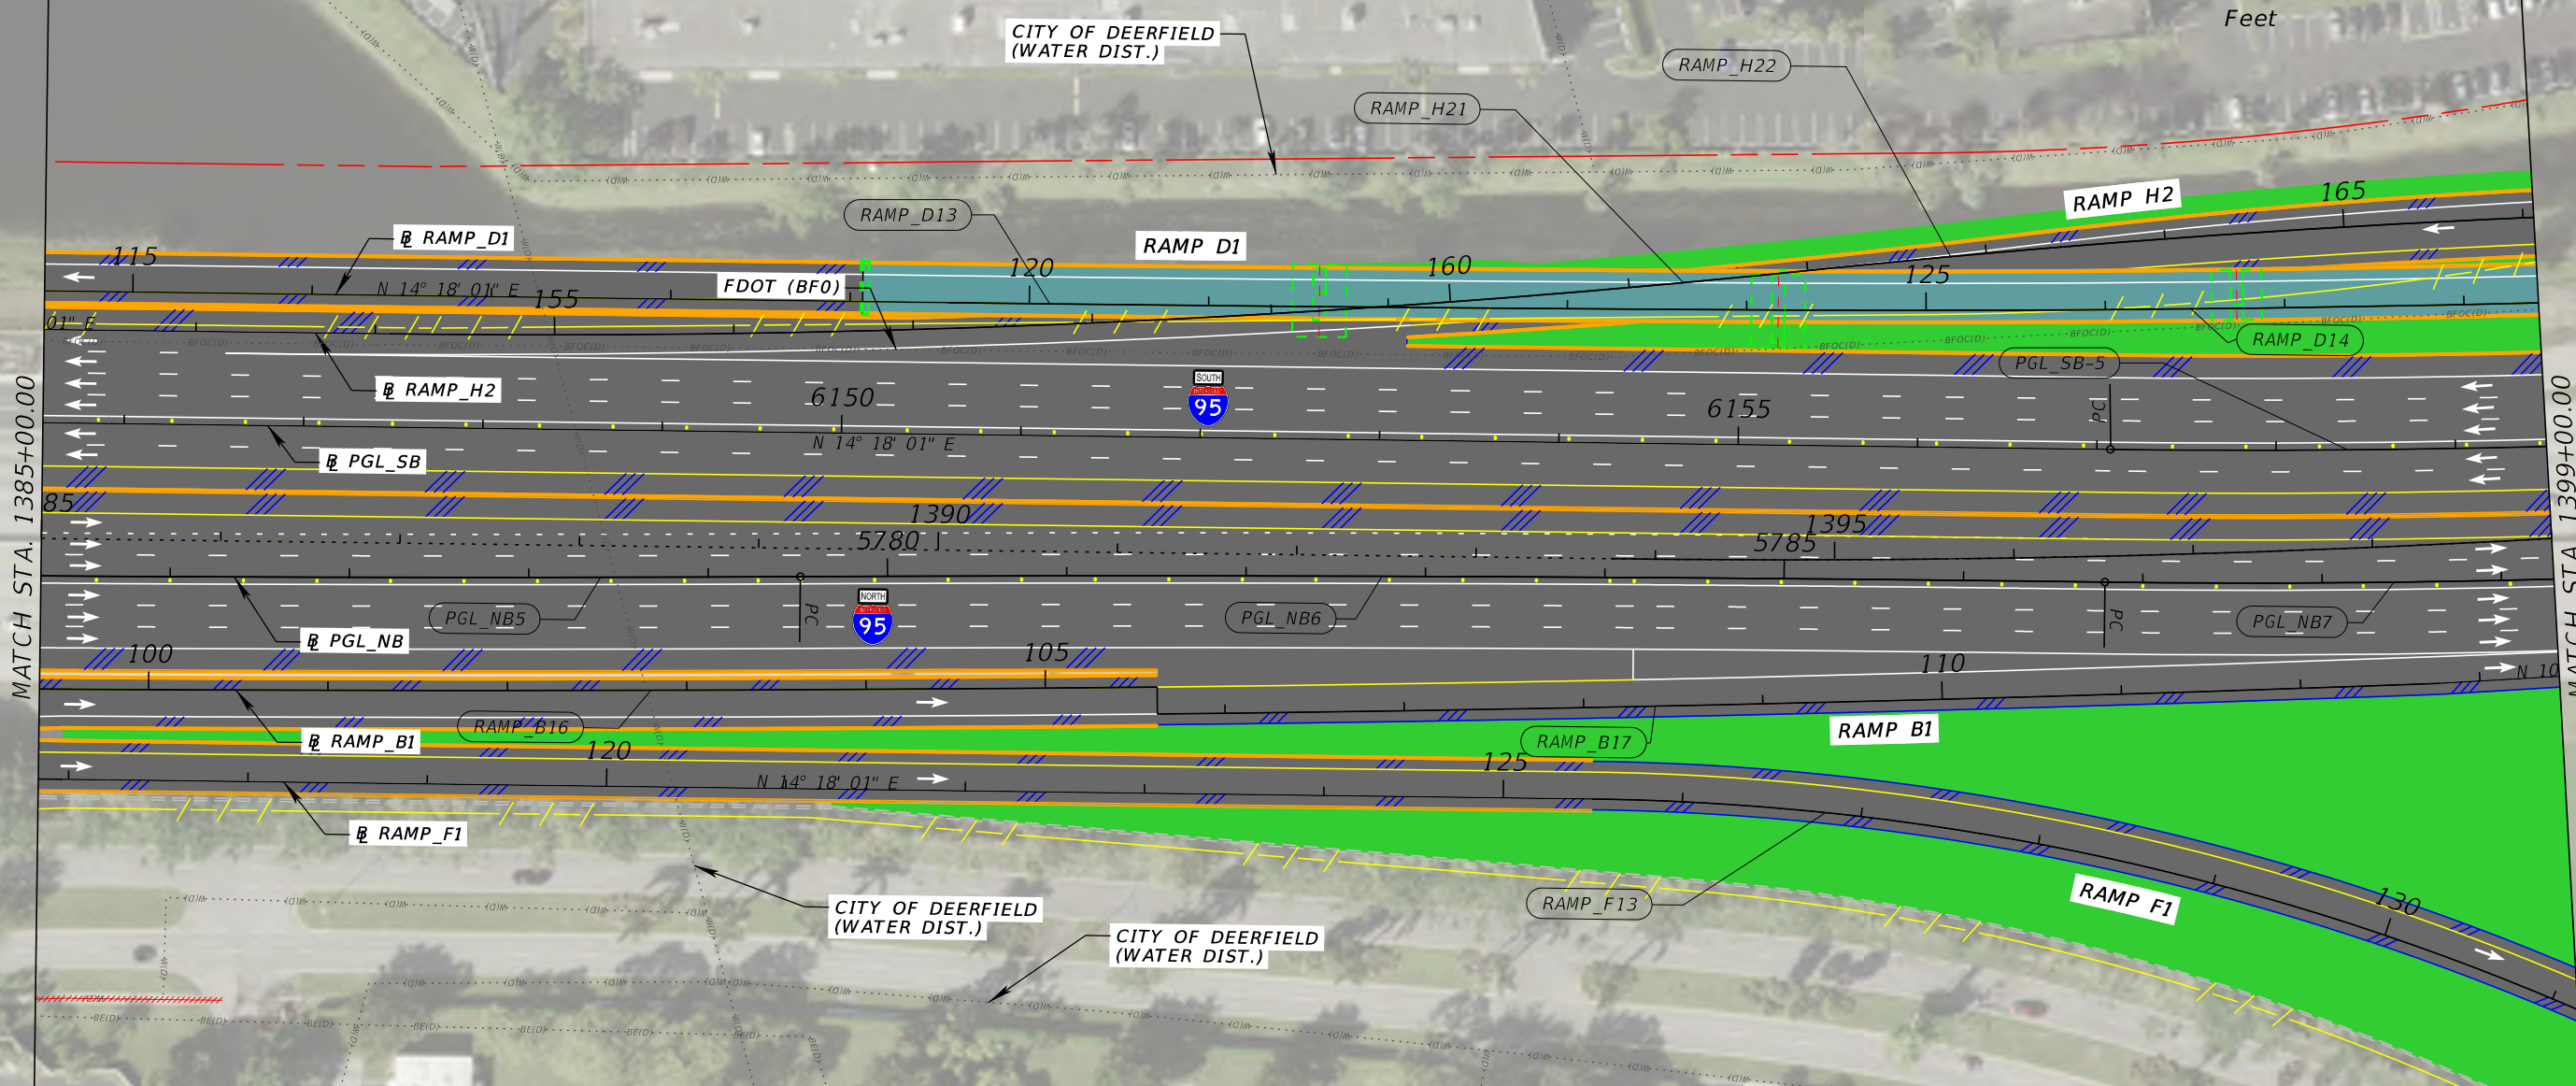 Feet
CITY OF DEERFIELD
(WATER DIST.)
RAMP_H22
RAMP_H21
RAMP H2
165
RAMP_D13
℄ RAMP_D1
RAMP D1
115
120
160
125
N 14° 18' 01" E
155
FDOT (BF0)
01" E
BFOC(D)
RAMP_D14
PGL_SB-5
℄ RAMP_H2
SOUTH
95
6150
6155
PC
N 14° 18' 01" E
℄ PGL_SB
MATCH STA. 1385+00.00
MATCH STA. 1399+00.00
85
1390
1395
5780
5785
NORTH
95
PC
PC
PGL_NB5
PGL_NB6
PGL_NB7
℄ PGL_NB
100
105
110
N 10
RAMP_B16
RAMP_B17
RAMP B1
℄ RAMP_B1
120
125
N 14° 18' 01" E
℄ RAMP_F1
RAMP_F13
RAMP F1
130
CITY OF DEERFIELD
(WATER DIST.)
CITY OF DEERFIELD
(WATER DIST.)
W(D)
BE(D)